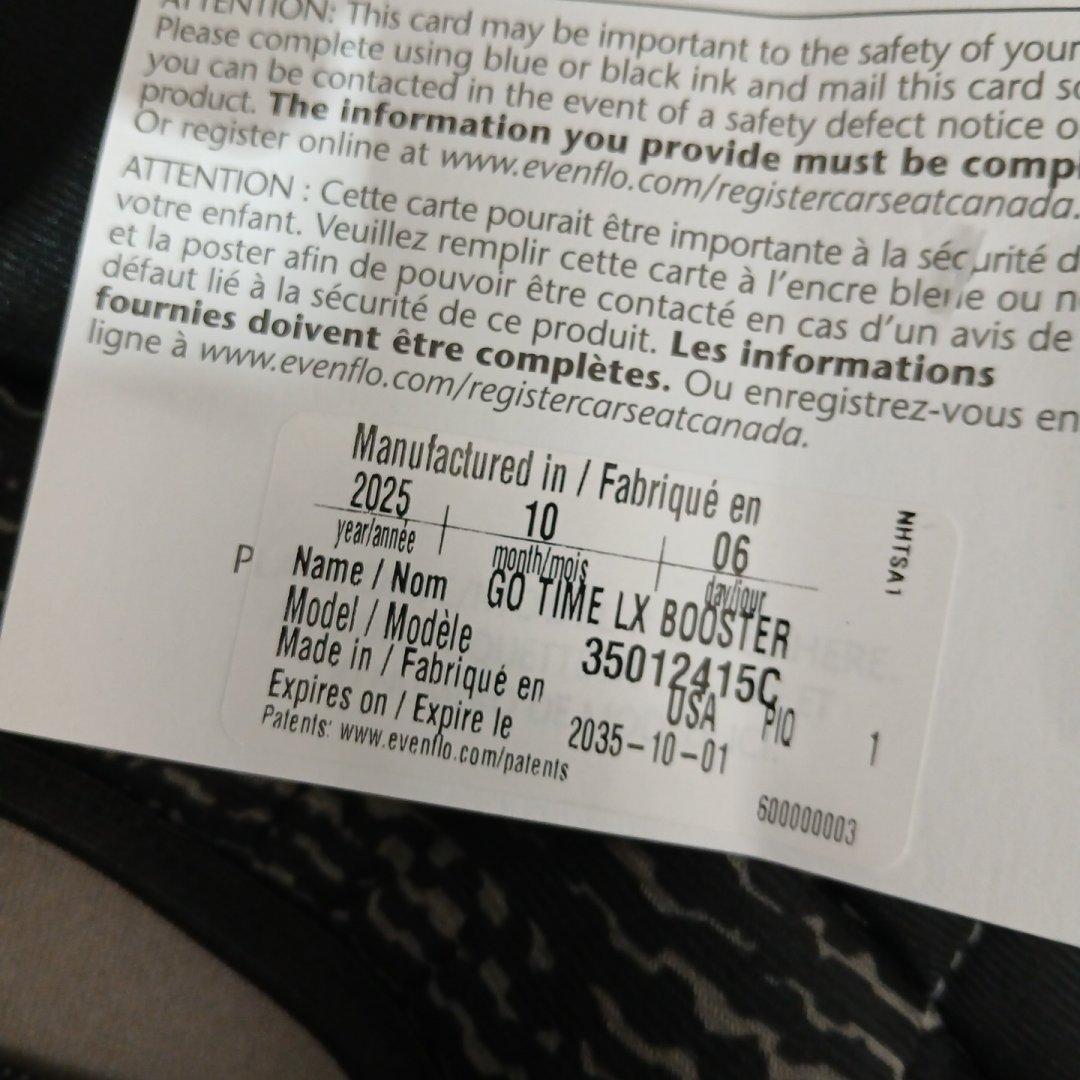 ATTENTION: This card may be important to the safety of your
Please complete using blue or black ink and mail this card so
you can be contacted in the event of a safety defect notice o
product. The information you provide must be comp
Or register online at www.evenflo.com/registercarseatcanada.
ATTENTION : Cette carte pourait être importante à la sécurité d
votre enfant. Veuillez remplir cette carte à l'encre bleue ou n
et la poster afin de pouvoir être contacté en cas d'un avis de
défaut lié à la sécurité de ce produit. Les informations
fournies doivent être complètes. Ou enregistrez-vous en
ligne à www.evenflo.com/registercarseatcanada.
Manufactured in / Fabriqué en
2025 10 06
year/année month/mois day/jour
P
Name / Nom GO TIME LX BOOSTER
Model / Modèle 35012415C
Made in / Fabriqué en USA PIQ 1
Expires on / Expire le 2035-10-01
Patents: www.evenflo.com/patents
600000003
NHTSA1